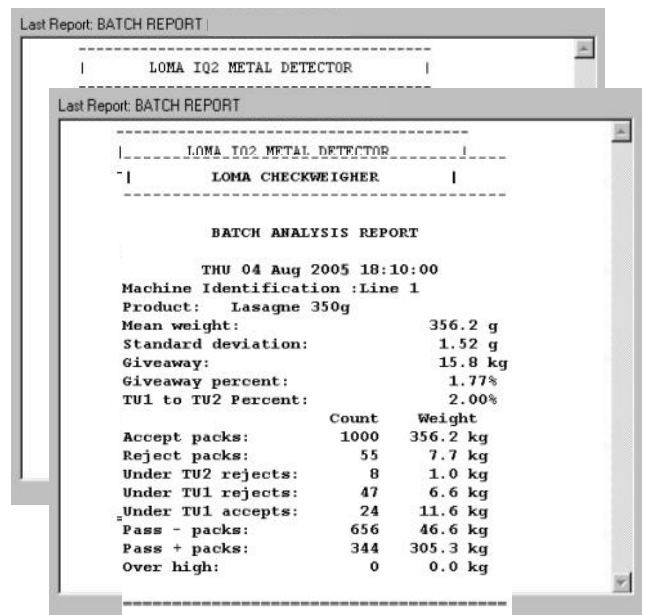 Last Report: BATCH REPORT
LOMA IQ2 METAL DETECTOR
Last Report: BATCH REPORT
LOMA IQ2 METAL DETECTOR
LOMA CHECKWEIGHER
BATCH ANALYSIS REPORT
THU 04 Aug 2005 18:10:00
Machine Identification :Line 1
Product: Lasagne 350g
Mean weight: 356.2 g
Standard deviation: 1.52 g
Giveaway: 15.8 kg
Giveaway percent: 1.77%
TU1 to TU2 Percent: 2.00%
Count Weight
Accept packs: 1000 356.2 kg
Reject packs: 55 7.7 kg
Under TU2 rejects: 8 1.0 kg
Under TU1 rejects: 47 6.6 kg
Under TU1 accepts: 24 11.6 kg
Pass - packs: 656 46.6 kg
Pass + packs: 344 305.3 kg
Over high: 0 0.0 kg